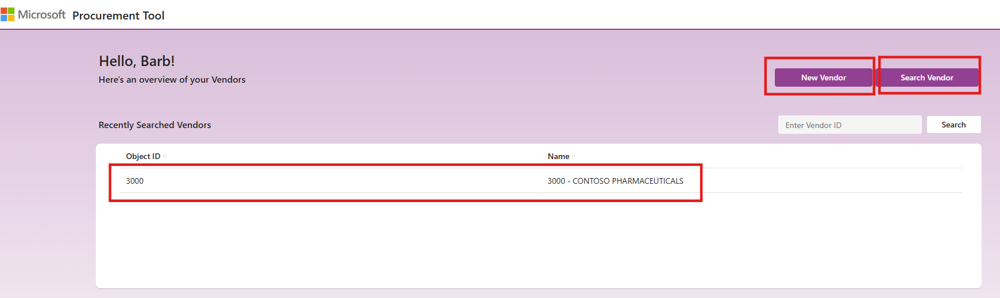 Microsoft Procurement Tool
Hello, Barb!
Here's an overview of your Vendors
New Vendor
Search Vendor
Recently Searched Vendors
Enter Vendor ID
Search
Object ID
Name
3000
3000 - CONTOSO PHARMACEUTICALS